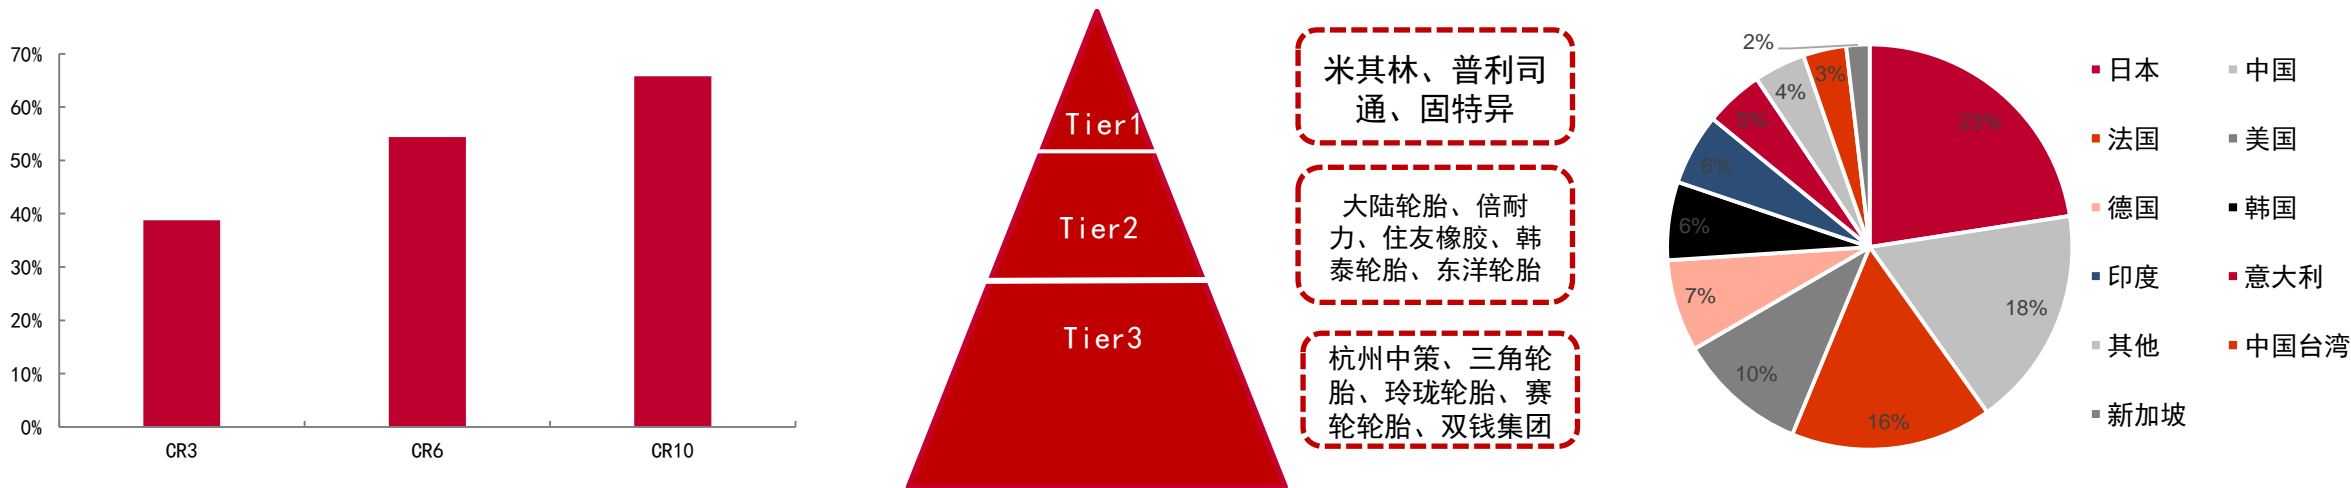 70%
60%
50%
40%
30%
20%
10%
0%
CR3
CR6
CR10
Tier1
Tier2
Tier3
米其林、普利司
通、固特异
大陆轮胎、倍耐
力、住友橡胶、韩
泰轮胎、东洋轮胎
杭州中策、三角轮
胎、玲珑轮胎、赛
轮轮胎、双钱集团
23%
18%
16%
10%
7%
6%
6%
5%
4%
3%
2%
日本
中国
法国
美国
德国
韩国
印度
意大利
其他
中国台湾
新加坡